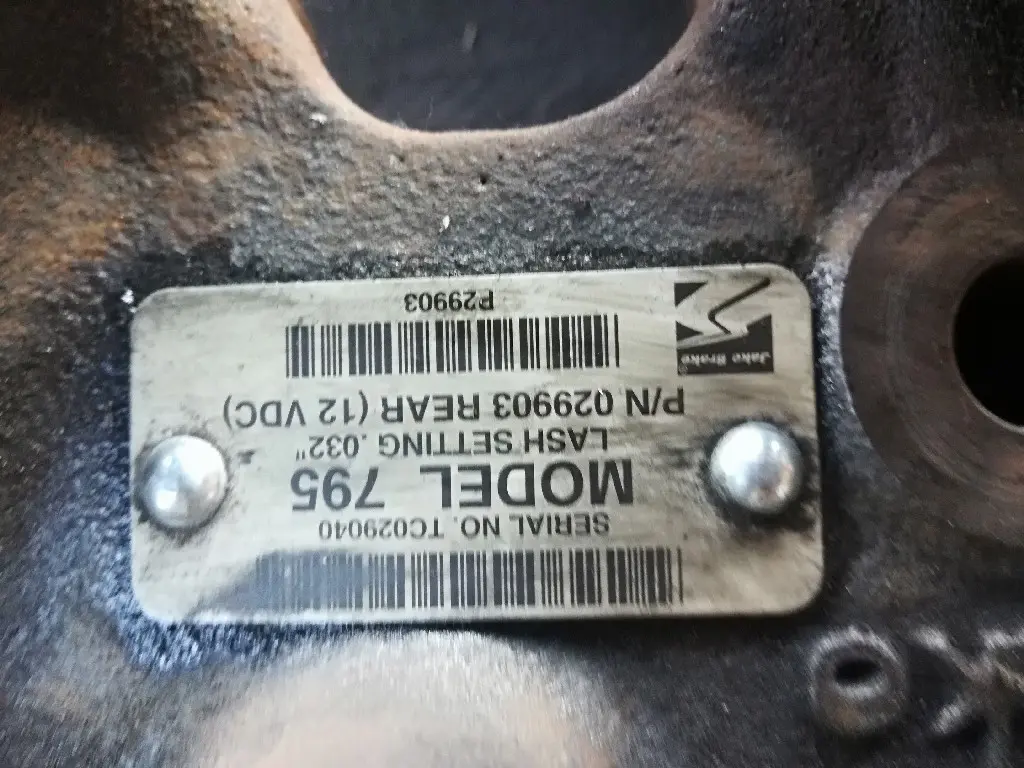 Jake Brake®
P29903
P/N 029903 REAR (12 VDC)
LASH SETTING .032"
MODEL 795
SERIAL NO. TC029040